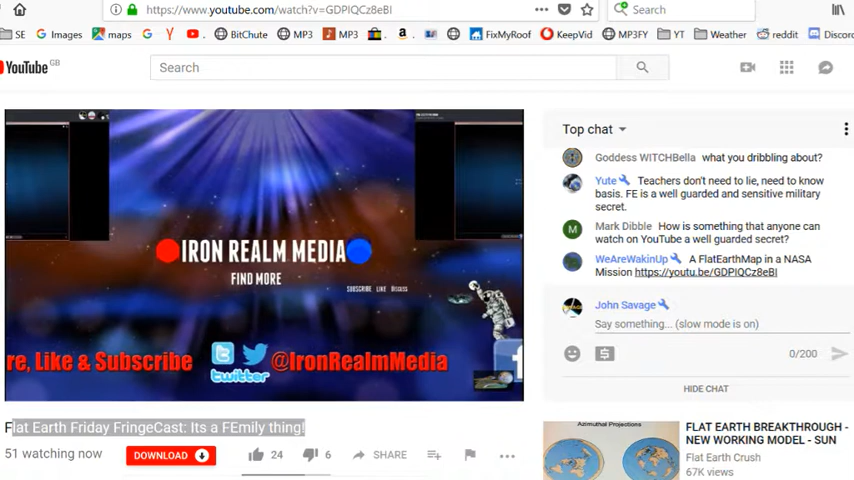 https://www.youtube.com/watch?v=GDPIQCz8eBI
Search
SE Images maps BitChute MP3 MP3 FixMyRoof KeepVid MP3FY YT Weather reddit Discord
YouTube GB
Search
IRON REALM MEDIA
FIND MORE
SUBSCRIBE LIKE DISCUSS
re, Like & Subscribe
twitter
@IronRealmMedia
Flat Earth Friday FringeCast: Its a FEmily thing!
51 watching now
DOWNLOAD
24
6
SHARE
Top chat
Goddess WITCHBella what you dribbling about?
Yute Teachers don't need to lie, need to know
basis. FE is a well guarded and sensitive military
secret.
Mark Dibble How is something that anyone can
watch on YouTube a well guarded secret?
WeAreWakinUp A FlatEarthMap in a NASA
Mission https://youtu.be/GDPIQCz8eBI
John Savage
Say something... (slow mode is on)
0/200
HIDE CHAT
Azimuthal Projections
FLAT EARTH BREAKTHROUGH -
NEW WORKING MODEL - SUN
Flat Earth Crush
67K views